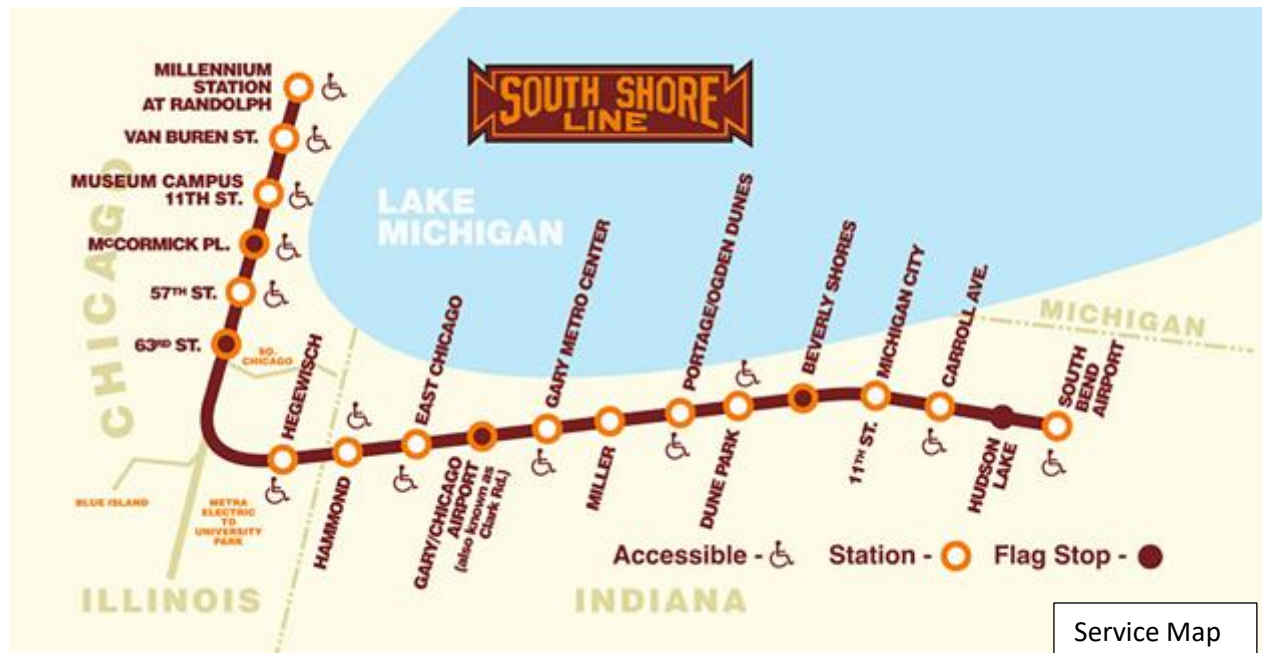 MILLENNIUM
STATION
AT RANDOLPH
VAN BUREN ST.
MUSEUM CAMPUS
11TH ST.
McCORMICK PL.
57TH ST.
63RD ST.
CHICAGO
SOUTH SHORE
LINE
LAKE
MICHIGAN
SO.
CHICAGO
HEGEWISCH
HAMMOND
EAST CHICAGO
GARY/CHICAGO
AIRPORT
(also known as
Clark Rd.)
GARY METRO CENTER
MILLER
PORTAGE/OGDEN DUNES
DUNE PARK
BEVERLY SHORES
MICHIGAN CITY
11TH ST.
CARROLL AVE.
HUDSON
LAKE
SOUTH
BEND
AIRPORT
MICHIGAN
BLUE ISLAND
METRA
ELECTRIC
TO
UNIVERSITY
PARK
ILLINOIS
INDIANA
Accessible -
Station -
Flag Stop -
Service Map